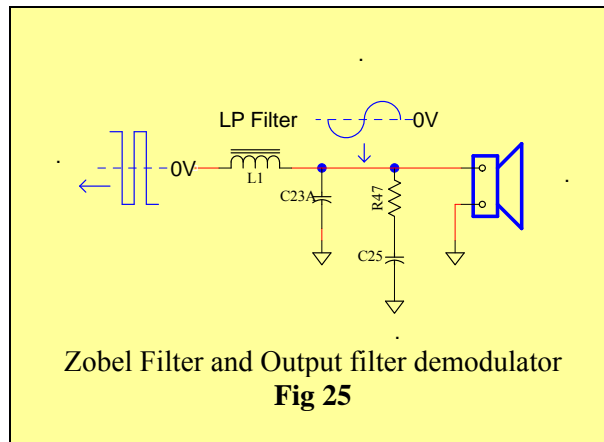 LP Filter
0V
0V
L1
C23A
R47
C25
Zobel Filter and Output filter demodulator
Fig 25